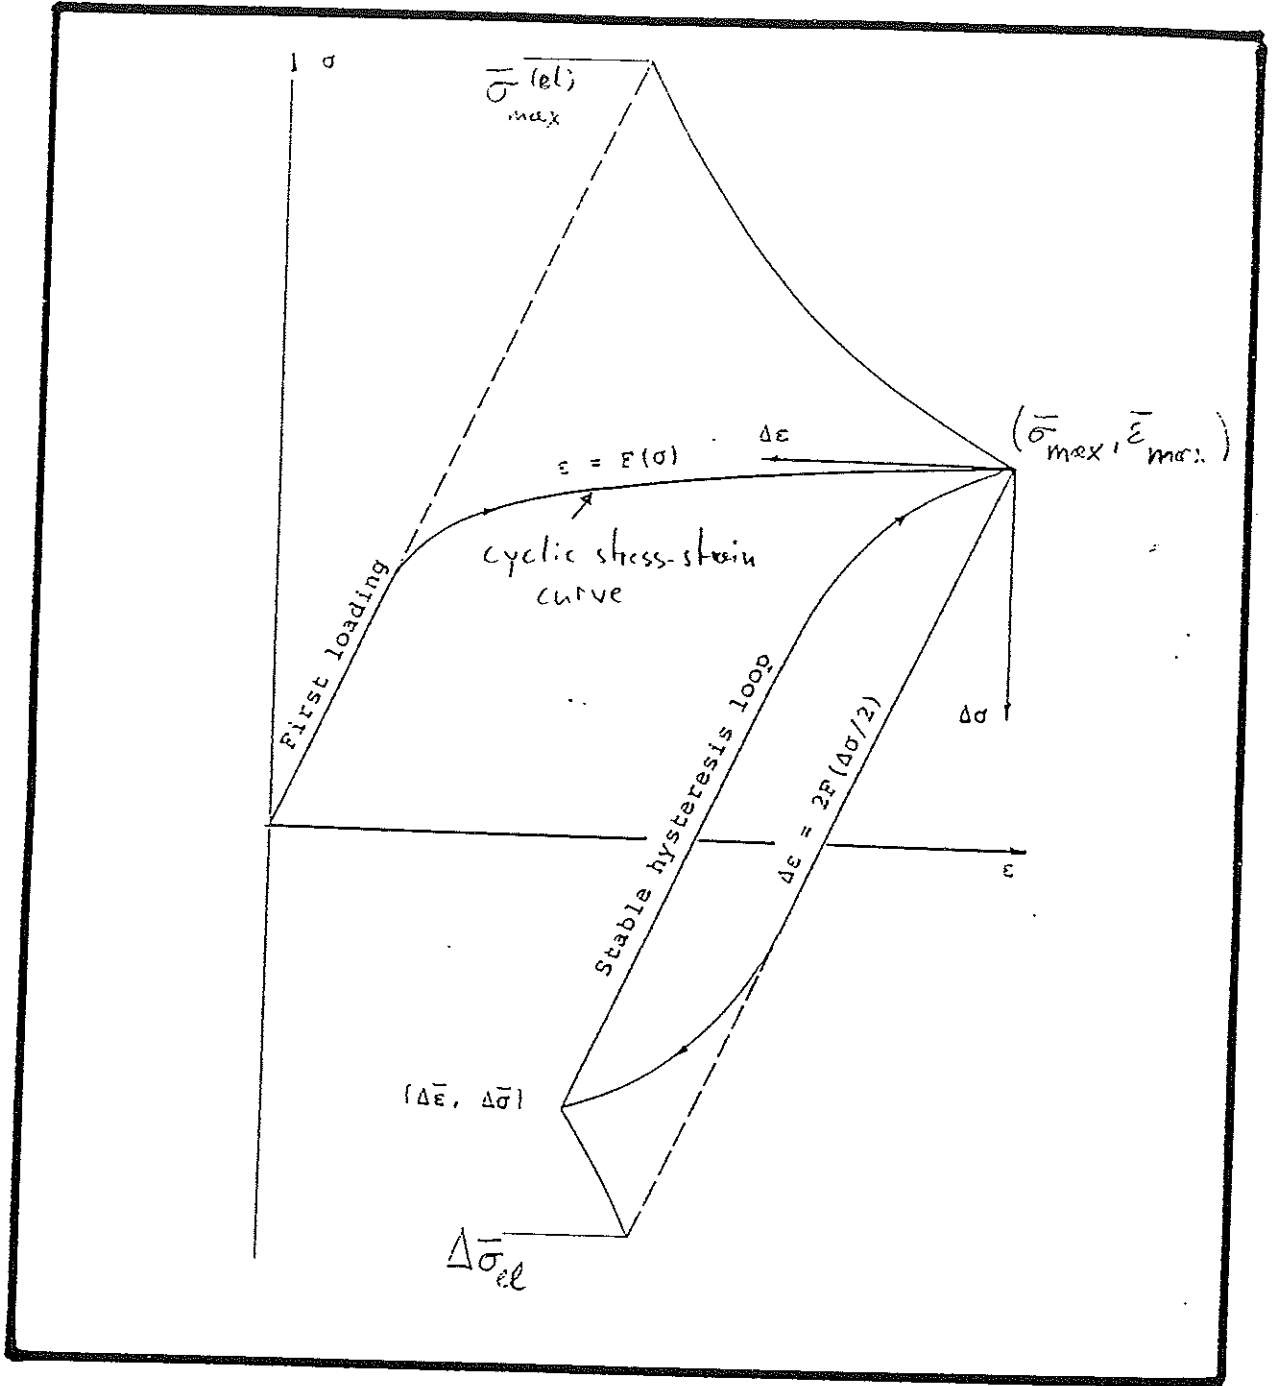 σ
σ̄ (el)
max
(σ̄max, ε̄max)
Δε
ε = F(σ)
cyclic stress-strain
curve
First loading
Stable hysteresis loop
Δσ
Δε = 2F(Δσ/2)
ε
(Δε̄, Δσ̄)
Δσ̄el